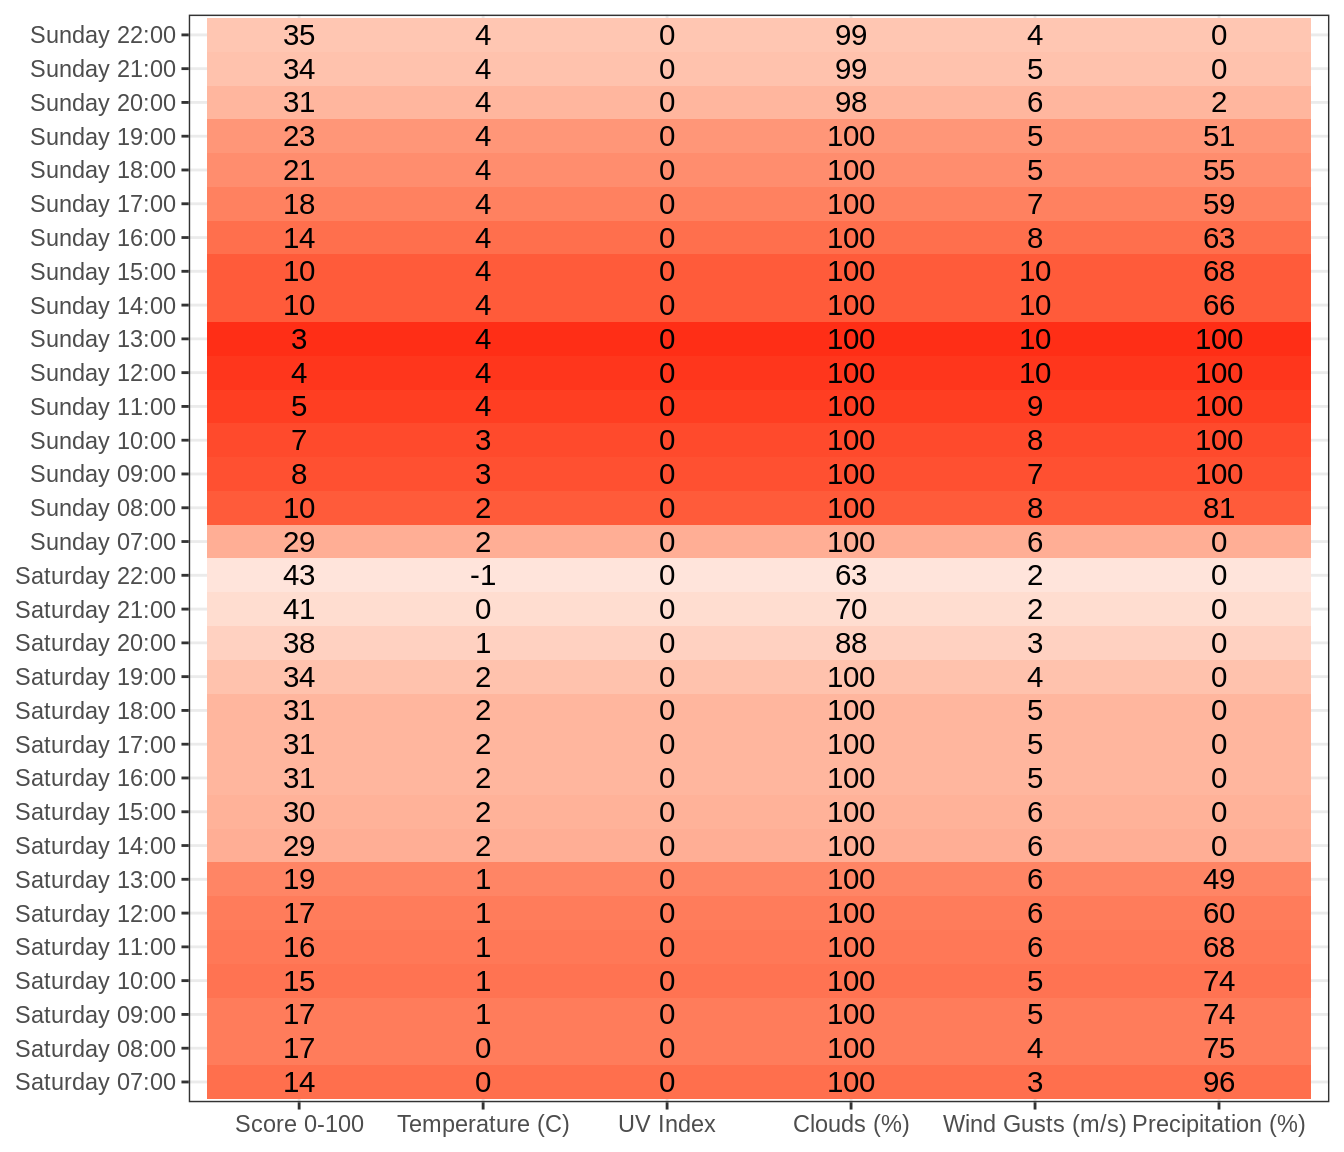 Sunday 22:00 35 4 0 99 4 0
Sunday 21:00 34 4 0 99 5 0
Sunday 20:00 31 4 0 98 6 2
Sunday 19:00 23 4 0 100 5 51
Sunday 18:00 21 4 0 100 5 55
Sunday 17:00 18 4 0 100 7 59
Sunday 16:00 14 4 0 100 8 63
Sunday 15:00 10 4 0 100 10 68
Sunday 14:00 10 4 0 100 10 66
Sunday 13:00 3 4 0 100 10 100
Sunday 12:00 4 4 0 100 10 100
Sunday 11:00 5 4 0 100 9 100
Sunday 10:00 7 3 0 100 8 100
Sunday 09:00 8 3 0 100 7 100
Sunday 08:00 10 2 0 100 8 81
Sunday 07:00 29 2 0 100 6 0
Saturday 22:00 43 -1 0 63 2 0
Saturday 21:00 41 0 0 70 2 0
Saturday 20:00 38 1 0 88 3 0
Saturday 19:00 34 2 0 100 4 0
Saturday 18:00 31 2 0 100 5 0
Saturday 17:00 31 2 0 100 5 0
Saturday 16:00 31 2 0 100 5 0
Saturday 15:00 30 2 0 100 6 0
Saturday 14:00 29 2 0 100 6 0
Saturday 13:00 19 1 0 100 6 49
Saturday 12:00 17 1 0 100 6 60
Saturday 11:00 16 1 0 100 6 68
Saturday 10:00 15 1 0 100 5 74
Saturday 09:00 17 1 0 100 5 74
Saturday 08:00 17 0 0 100 4 75
Saturday 07:00 14 0 0 100 3 96
Score 0-100 Temperature (C) UV Index Clouds (%) Wind Gusts (m/s) Precipitation (%)